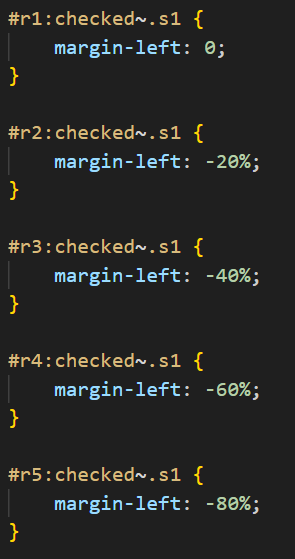 #r1:checked~.s1 {
    margin-left: 0;
}

#r2:checked~.s1 {
    margin-left: -20%;
}

#r3:checked~.s1 {
    margin-left: -40%;
}

#r4:checked~.s1 {
    margin-left: -60%;
}

#r5:checked~.s1 {
    margin-left: -80%;
}